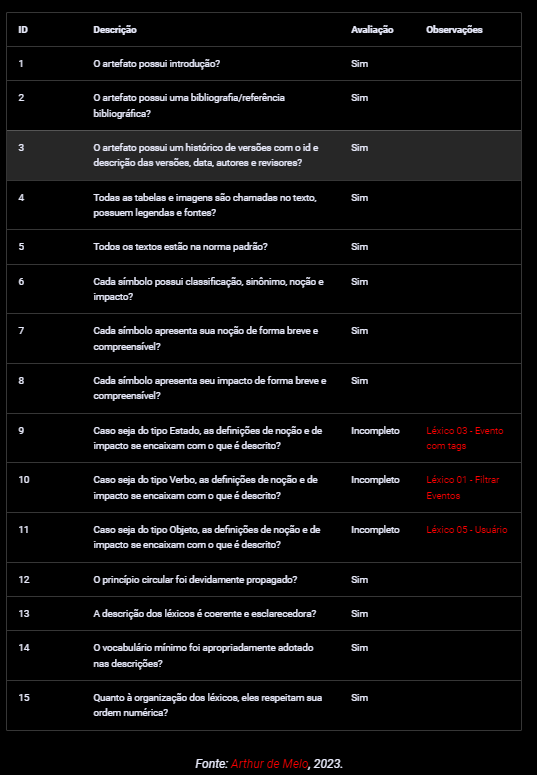 ID Descrição Avaliação Observações
1 O artefato possui introdução? Sim
2 O artefato possui uma bibliografia/referência Sim
bibliográfica?
3 O artefato possui um histórico de versões com o id e Sim
descrição das versões, data, autores e revisores?
4 Todas as tabelas e imagens são chamadas no texto, Sim
possuem legendas e fontes?
5 Todos os textos estão na norma padrão? Sim
6 Cada símbolo possui classificação, sinônimo, noção e Sim
impacto?
7 Cada símbolo apresenta sua noção de forma breve e Sim
compreensível?
8 Cada símbolo apresenta seu impacto de forma breve e Sim
compreensível?
9 Caso seja do tipo Estado, as definições de noção e de Incompleto Léxico 03 - Evento
impacto se encaixam com o que é descrito? com tags
10 Caso seja do tipo Verbo, as definições de noção e de Incompleto Léxico 01 - Filtrar
impacto se encaixam com o que é descrito? Eventos
11 Caso seja do tipo Objeto, as definições de noção e de Incompleto Léxico 05 - Usuário
impacto se encaixam com o que é descrito?
12 O princípio circular foi devidamente propagado? Sim
13 A descrição dos léxicos é coerente e esclarecedora? Sim
14 O vocabulário mínimo foi apropriadamente adotado Sim
nas descrições?
15 Quanto à organização dos léxicos, eles respeitam sua Sim
ordem numérica?
Fonte: Arthur de Melo, 2023.